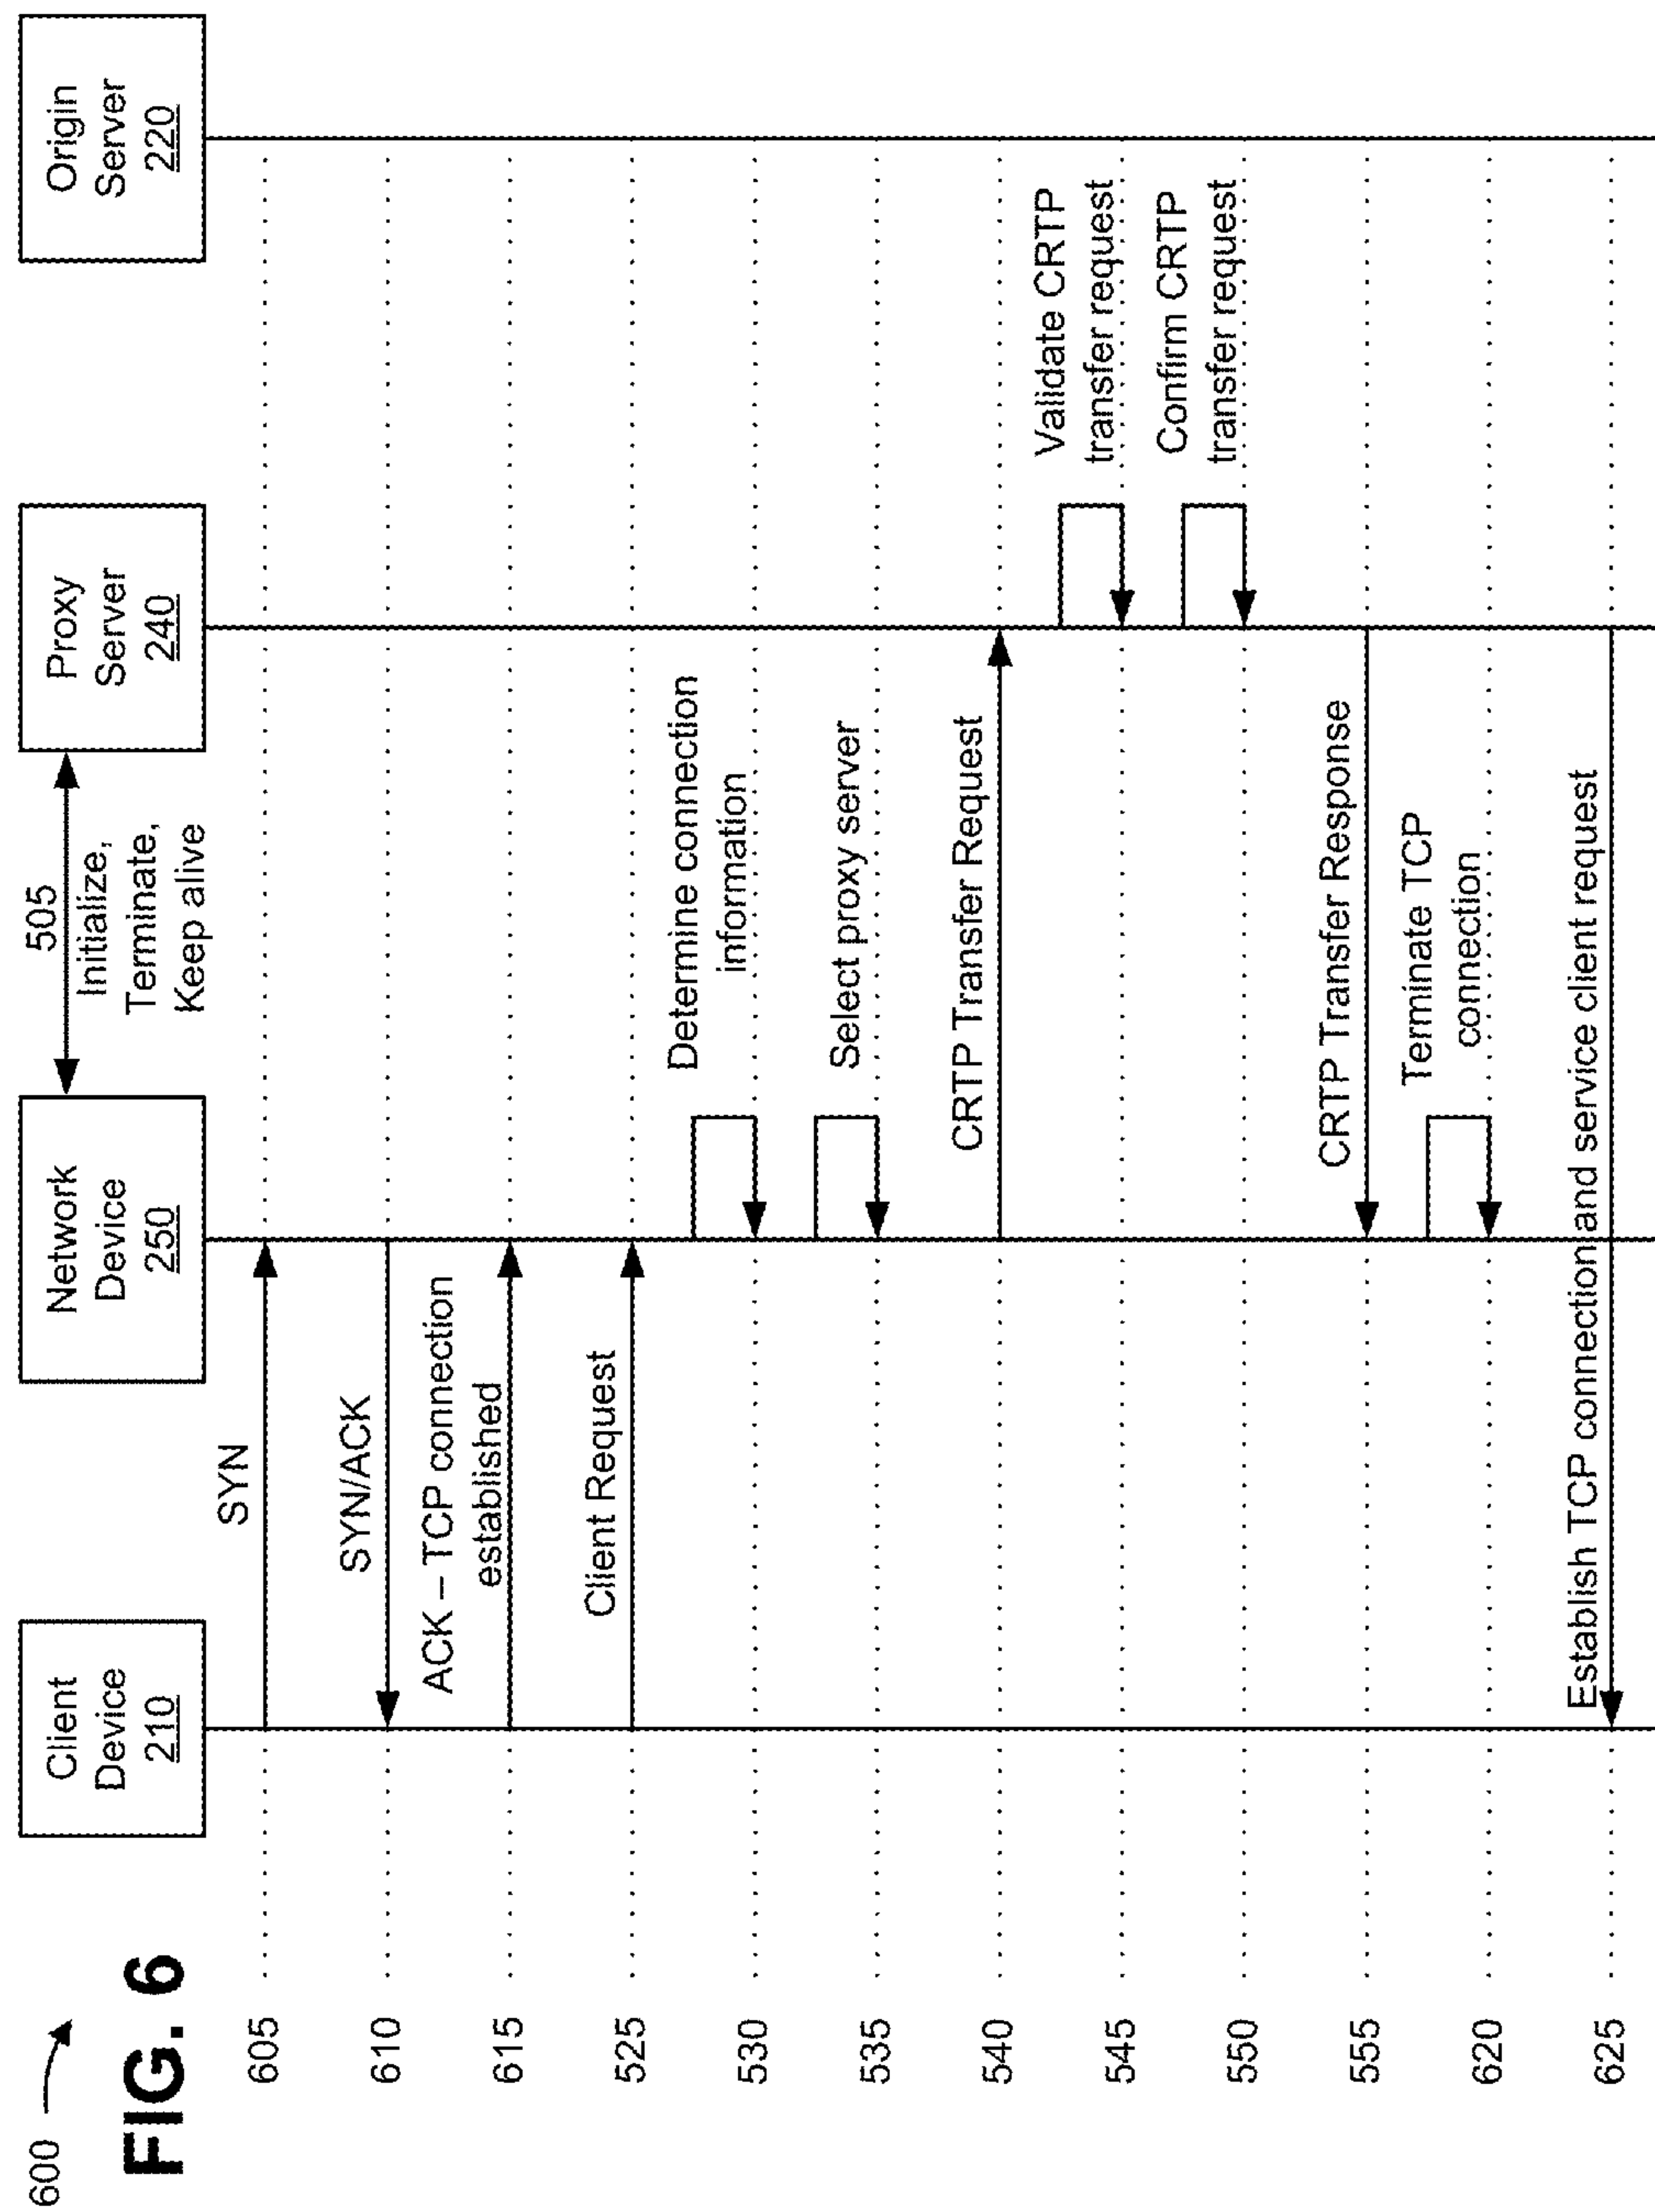 600
FIG. 6
Client
Device
210
Network
Device
250
505
Initialize,
Terminate,
Keep alive
Proxy
Server
240
Origin
Server
220
605
SYN
610
SYN/ACK
615
ACK – TCP connection
established
525
Client Request
530
Determine connection
information
535
Select proxy server
540
CRTP Transfer Request
545
Validate CRTP
transfer request
550
Confirm CRTP
transfer request
555
CRTP Transfer Response
620
Terminate TCP
connection
625
Establish TCP connection and service client request